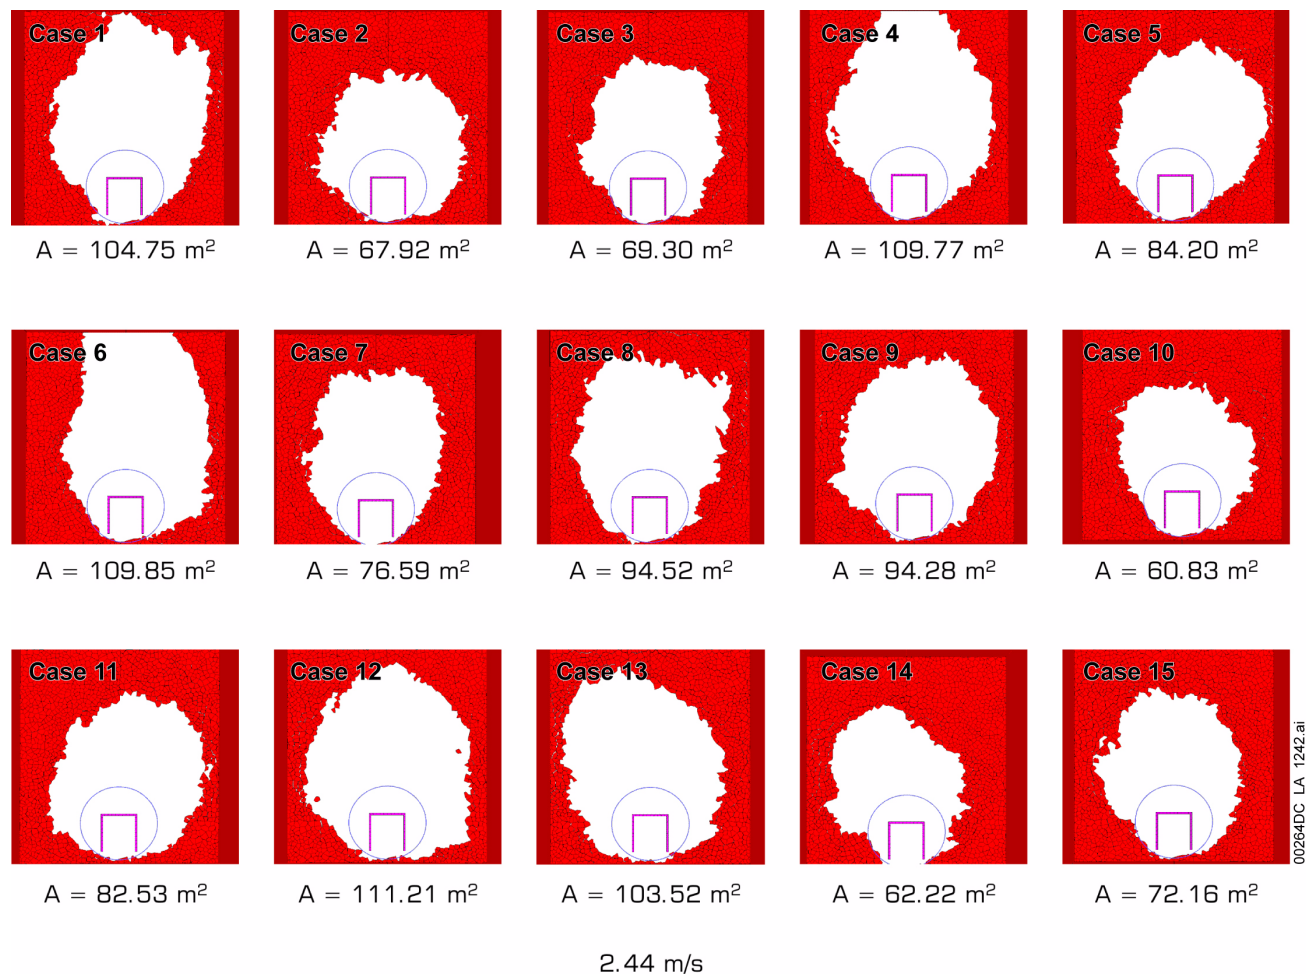 Case 1
Case 2
Case 3
Case 4
Case 5
A = 104.75 m²
A = 67.92 m²
A = 69.30 m²
A = 109.77 m²
A = 84.20 m²
Case 6
Case 7
Case 8
Case 9
Case 10
A = 109.85 m²
A = 76.59 m²
A = 94.52 m²
A = 94.28 m²
A = 60.83 m²
Case 11
Case 12
Case 13
Case 14
Case 15
A = 82.53 m²
A = 111.21 m²
A = 103.52 m²
A = 62.22 m²
A = 72.16 m²
2.44 m/s
00264DC_LA_1242.ai